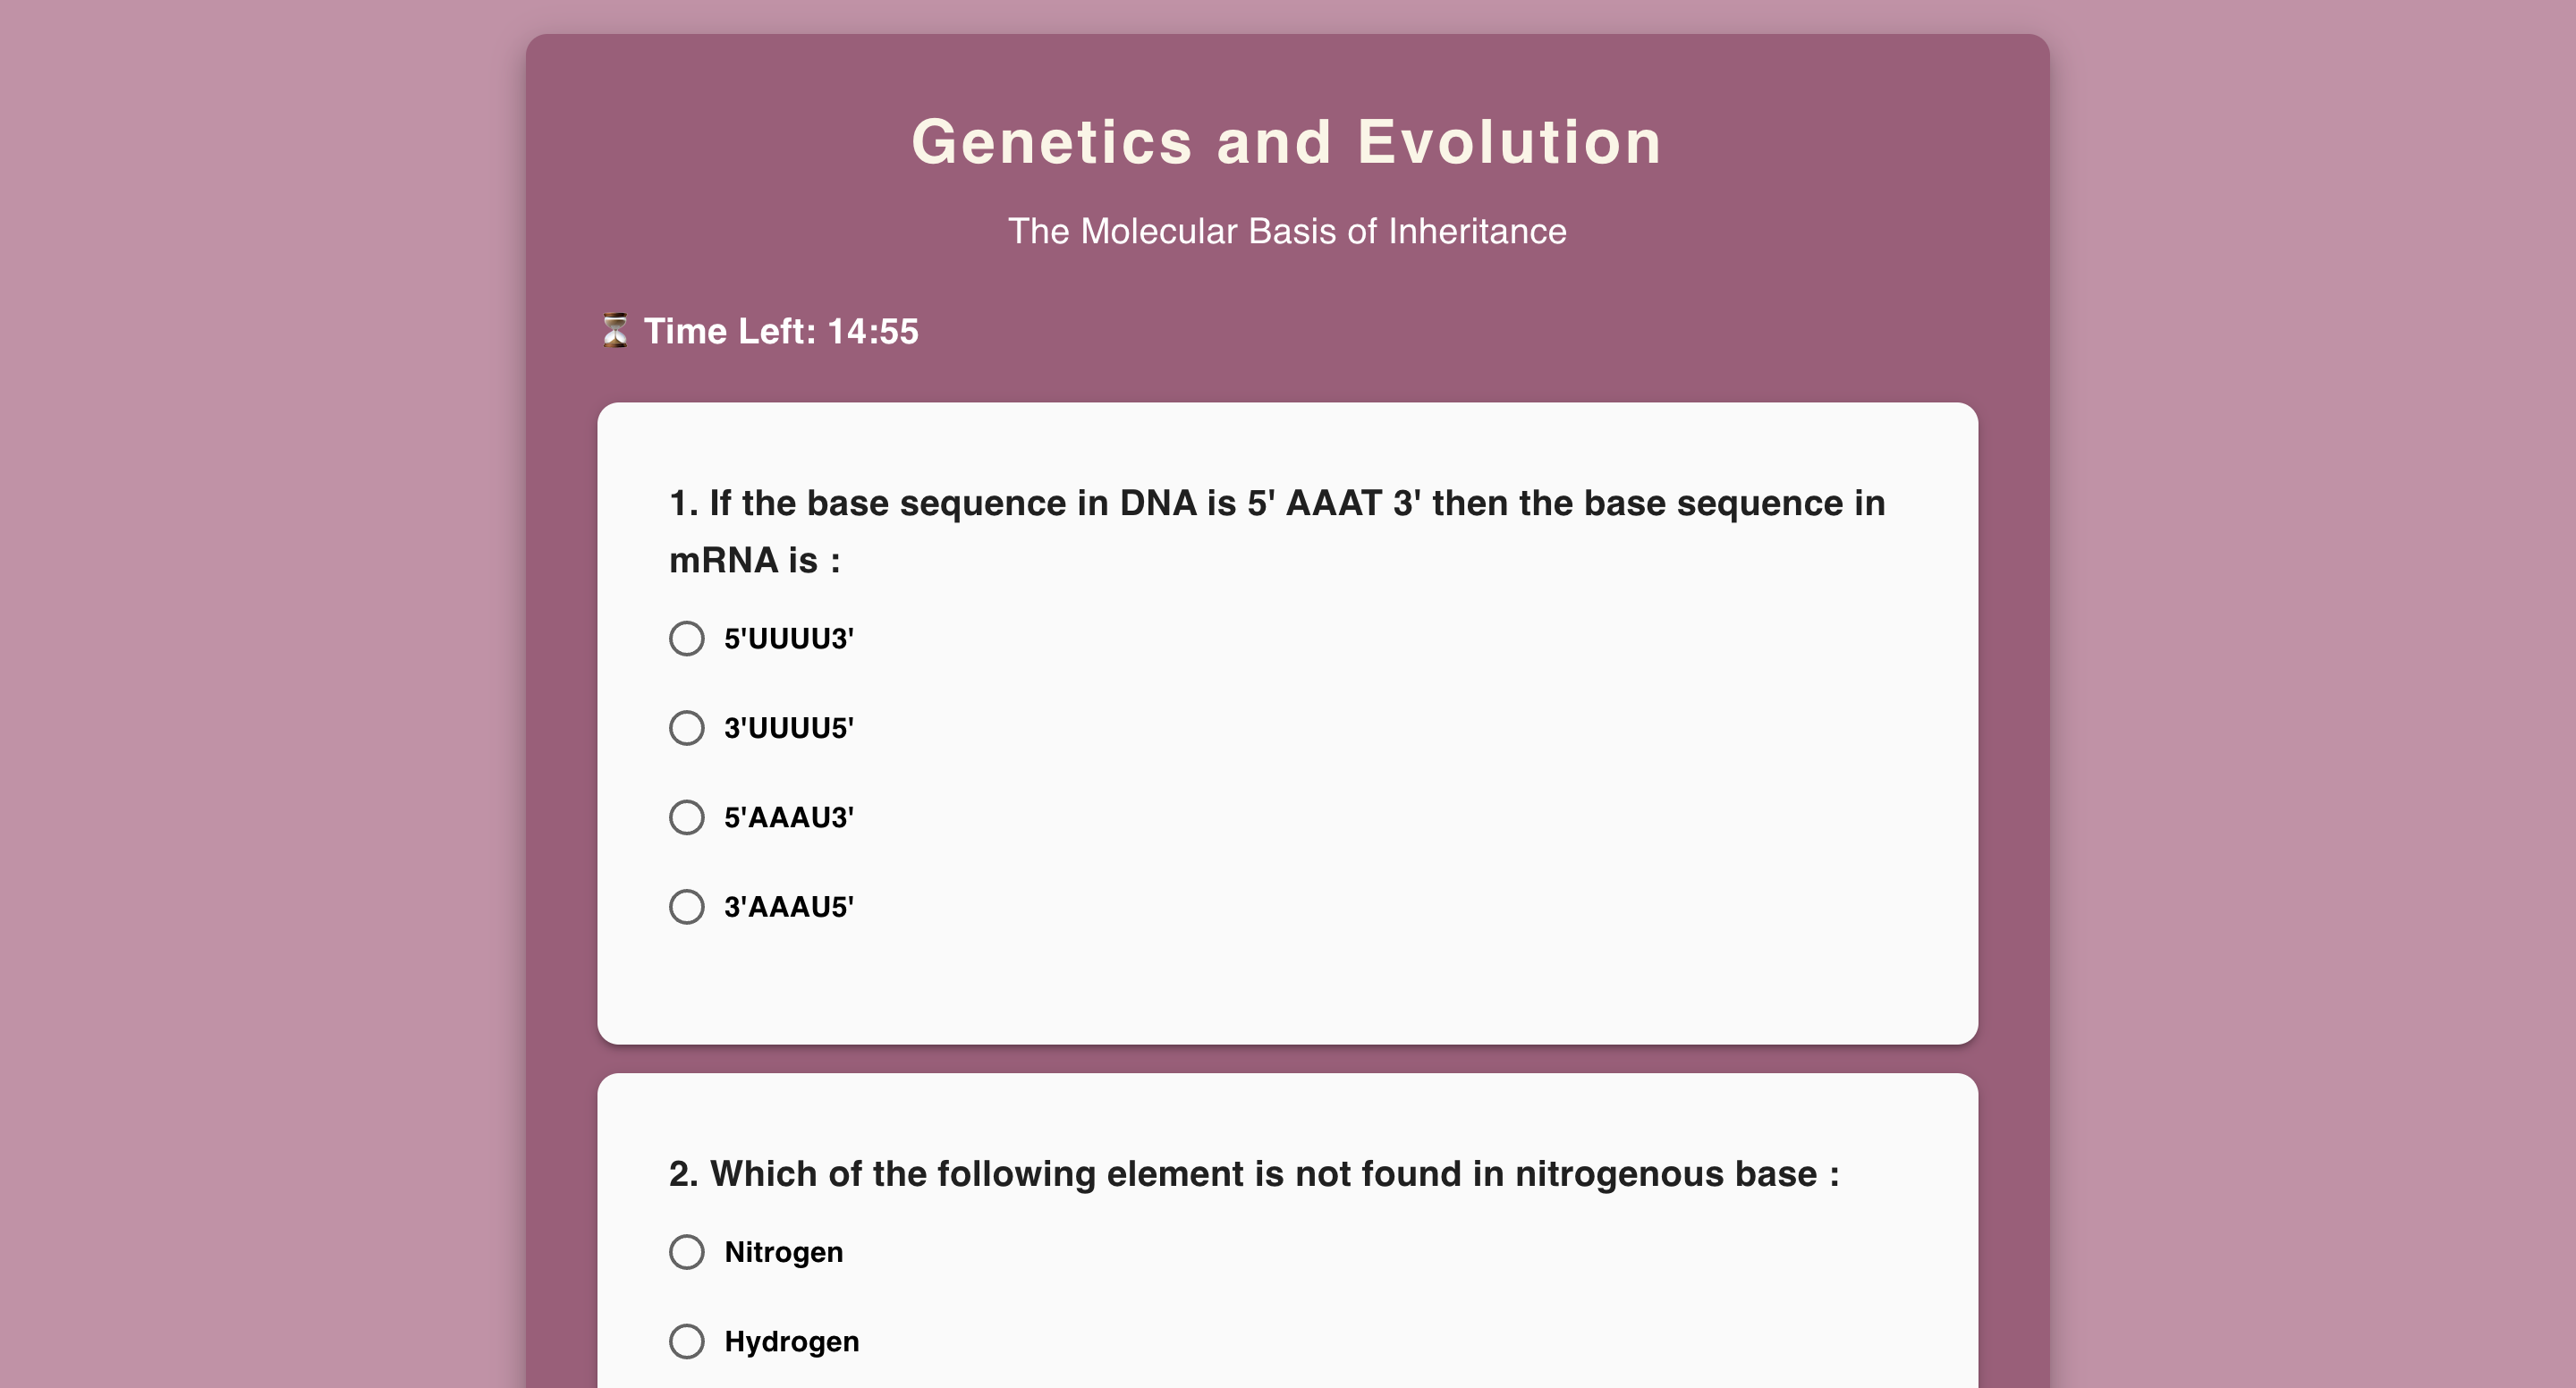 Genetics and Evolution
The Molecular Basis of Inheritance
⏳ Time Left: 14:55
1. If the base sequence in DNA is 5' AAAT 3' then the base sequence in
mRNA is :
5'UUUU3'
3'UUUU5'
5'AAAU3'
3'AAAU5'
2. Which of the following element is not found in nitrogenous base :
Nitrogen
Hydrogen